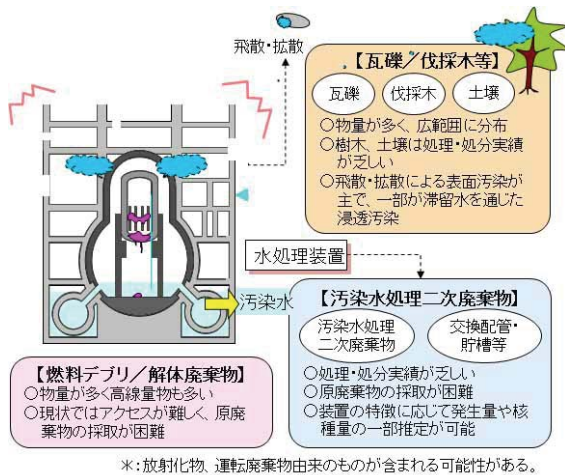 飛散・拡散
【瓦礫／伐採木等】
瓦礫
伐採木
土壌
○物量が多く、広範囲に分布
○樹木、土壌は処理・処分実績
が乏しい
○飛散・拡散による表面汚染が
主で、一部が滞留水を通じた
浸透汚染
水処理装置
汚染水
【汚染水処理二次廃棄物】
汚染水処理
二次廃棄物
交換配管・
貯槽等
○処理・処分実績が乏しい
○原廃棄物の採取が困難
○装置の特徴に応じて発生量や核
種量の一部推定が可能
【燃料デブリ／解体廃棄物】
○物量が多く高線量物も多い
○現状ではアクセスが難しく、原廃
棄物の採取が困難
＊：放射化物、運転廃棄物由来のものが含まれる可能性がある。